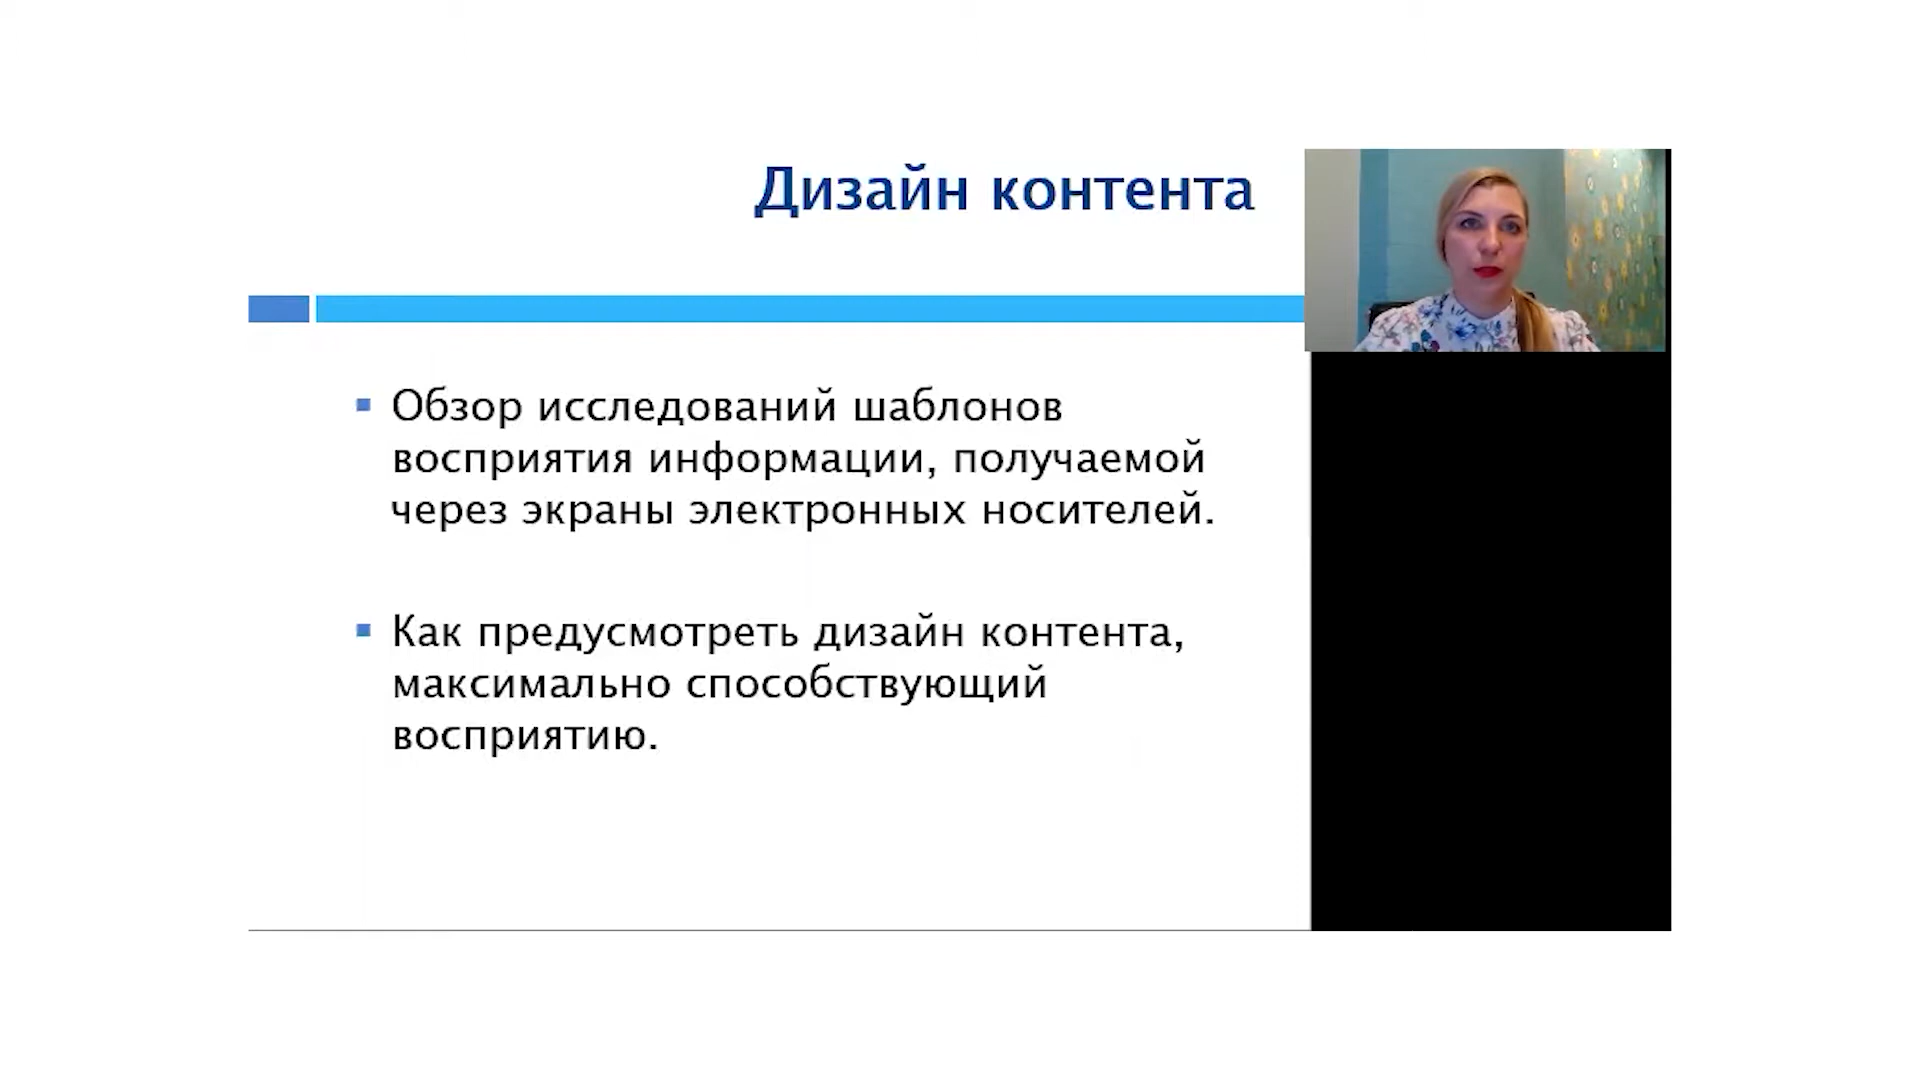 Дизайн контента
Обзор исследований шаблонов
восприятия информации, получаемой
через экраны электронных носителей.
Как предусмотреть дизайн контента,
максимально способствующий
восприятию.